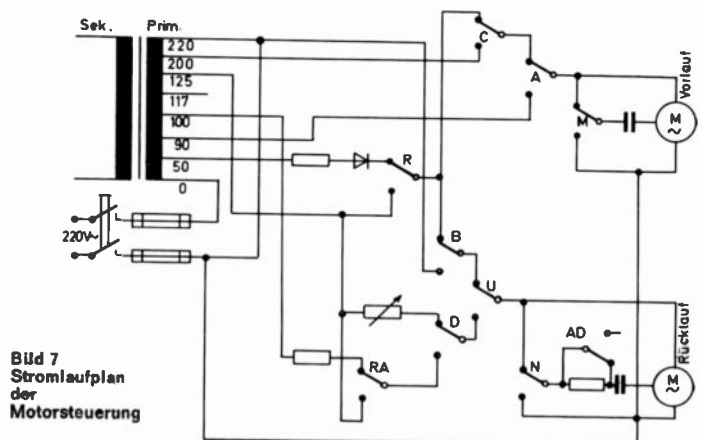 Sek. Prim.
220
200
125
117
100
90
50
0
220V~
C
A
M
M
~
Vorlauf
R
B
U
D
RA
N
AD
M
~
Rücklauf
Bild 7
Stromlaufplan
der
Motorsteuerung